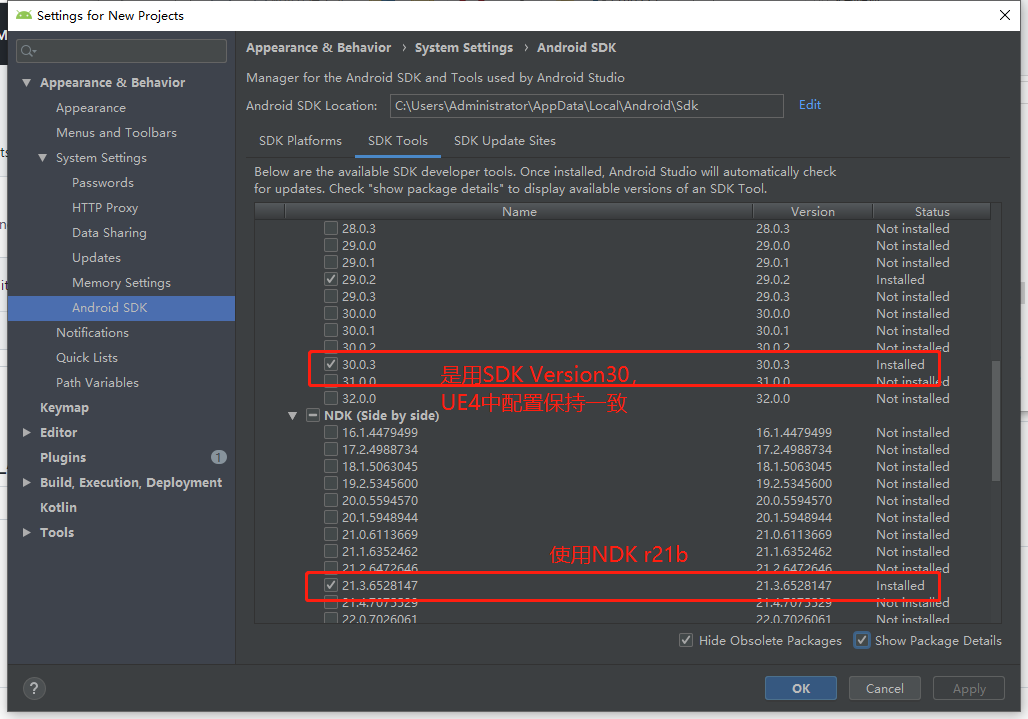 Settings for New Projects
Appearance & Behavior › System Settings › Android SDK
Manager for the Android SDK and Tools used by Android Studio
Android SDK Location: C:\Users\Administrator\AppData\Local\Android\Sdk Edit
SDK Platforms SDK Tools SDK Update Sites
Below are the available SDK developer tools. Once installed, Android Studio will automatically check
for updates. Check "show package details" to display available versions of an SDK Tool.
Appearance & Behavior
Appearance
Menus and Toolbars
System Settings
Passwords
HTTP Proxy
Data Sharing
Updates
Memory Settings
Android SDK
Notifications
Quick Lists
Path Variables
Keymap
Editor
Plugins 1
Build, Execution, Deployment
Kotlin
Tools
Name Version Status
28.0.3 28.0.3 Not installed
29.0.0 29.0.0 Not installed
29.0.1 29.0.1 Not installed
29.0.2 29.0.2 Installed
29.0.3 29.0.3 Not installed
30.0.0 30.0.0 Not installed
30.0.1 30.0.1 Not installed
30.0.2 30.0.2 Not installed
30.0.3 30.0.3 Installed
是用SDK Version30，
31.0.0 31.0.0 Not installed
UE4中配置保持一致
32.0.0 32.0.0 Not installed
NDK (Side by side)
16.1.4479499 16.1.4479499 Not installed
17.2.4988734 17.2.4988734 Not installed
18.1.5063045 18.1.5063045 Not installed
19.2.5345600 19.2.5345600 Not installed
20.0.5594570 20.0.5594570 Not installed
20.1.5948944 20.1.5948944 Not installed
21.0.6113669 21.0.6113669 Not installed
21.1.6352462 21.1.6352462 Not installed
使用NDK r21b
21.2.6472646 21.2.6472646 Not installed
21.3.6528147 21.3.6528147 Installed
21.4.7075529 21.4.7075529 Not installed
22.0.7026061 22.0.7026061 Not installed
Hide Obsolete Packages Show Package Details
? OK Cancel Apply